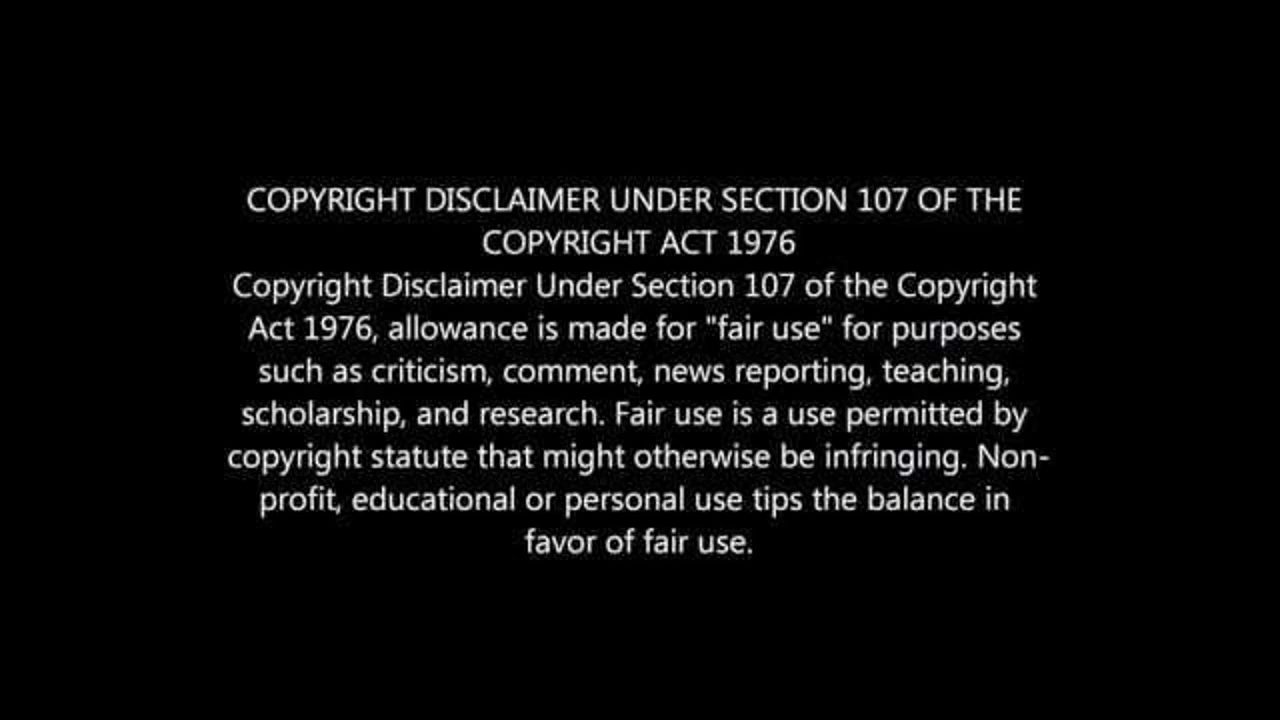 COPYRIGHT DISCLAIMER UNDER SECTION 107 OF THE
COPYRIGHT ACT 1976
Copyright Disclaimer Under Section 107 of the Copyright
Act 1976, allowance is made for "fair use" for purposes
such as criticism, comment, news reporting, teaching,
scholarship, and research. Fair use is a use permitted by
copyright statute that might otherwise be infringing. Non-
profit, educational or personal use tips the balance in
favor of fair use.